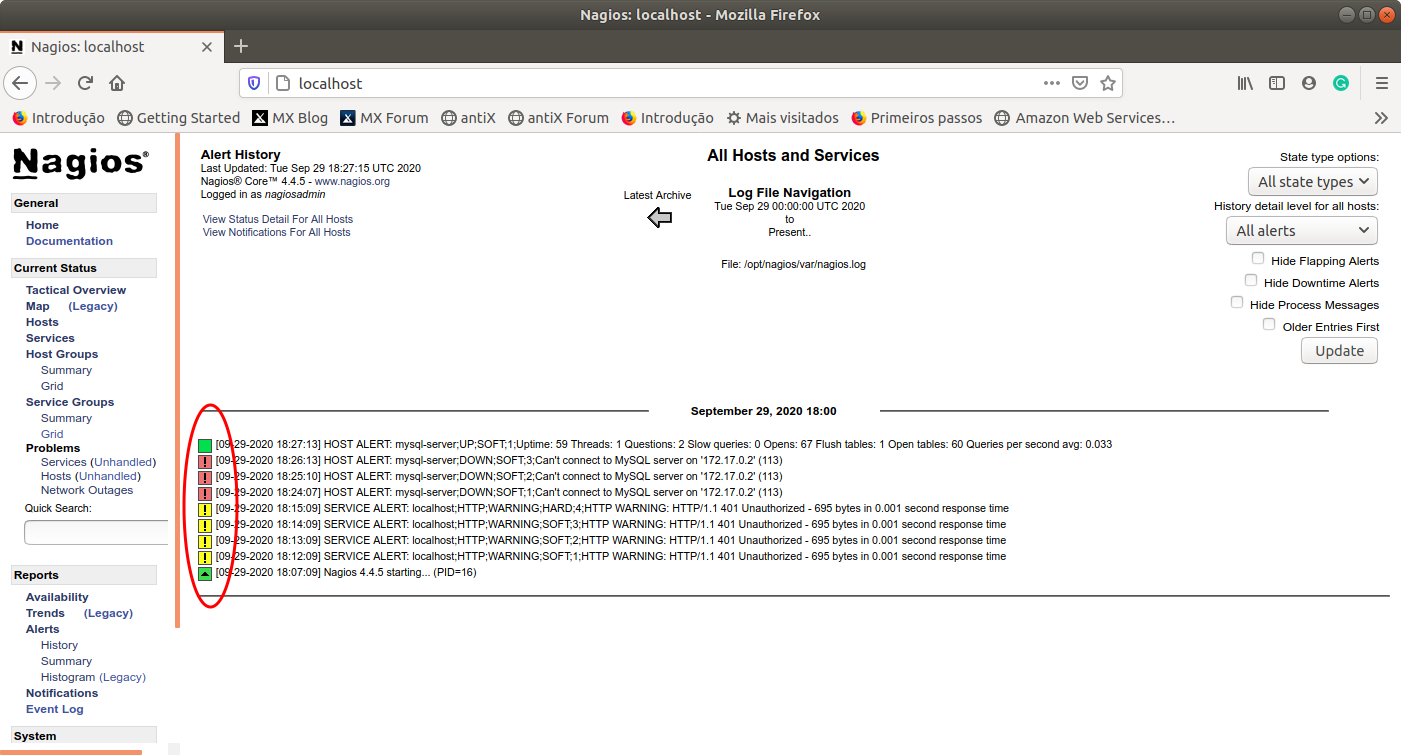 Nagios: localhost - Mozilla Firefox
Nagios: localhost
localhost
Introdução Getting Started MX Blog MX Forum antiX antiX Forum Introdução Mais visitados Primeiros passos Amazon Web Services…
Nagios®
General
Home
Documentation
Current Status
Tactical Overview
Map (Legacy)
Hosts
Services
Host Groups
Summary
Grid
Service Groups
Summary
Grid
Problems
Services (Unhandled)
Hosts (Unhandled)
Network Outages
Quick Search:
Reports
Availability
Trends (Legacy)
Alerts
History
Summary
Histogram (Legacy)
Notifications
Event Log
System
Alert History
Last Updated: Tue Sep 29 18:27:15 UTC 2020
Nagios® Core™ 4.4.5 - www.nagios.org
Logged in as nagiosadmin
View Status Detail For All Hosts
View Notifications For All Hosts
All Hosts and Services
Latest Archive
Log File Navigation
Tue Sep 29 00:00:00 UTC 2020
to
Present..
File: /opt/nagios/var/nagios.log
State type options:
All state types
History detail level for all hosts:
All alerts
Hide Flapping Alerts
Hide Downtime Alerts
Hide Process Messages
Older Entries First
Update
September 29, 2020 18:00
[09-29-2020 18:27:13] HOST ALERT: mysql-server;UP;SOFT;1;Uptime: 59 Threads: 1 Questions: 2 Slow queries: 0 Opens: 67 Flush tables: 1 Open tables: 60 Queries per second avg: 0.033
[09-29-2020 18:26:13] HOST ALERT: mysql-server;DOWN;SOFT;3;Can't connect to MySQL server on '172.17.0.2' (113)
[09-29-2020 18:25:10] HOST ALERT: mysql-server;DOWN;SOFT;2;Can't connect to MySQL server on '172.17.0.2' (113)
[09-29-2020 18:24:07] HOST ALERT: mysql-server;DOWN;SOFT;1;Can't connect to MySQL server on '172.17.0.2' (113)
[09-29-2020 18:15:09] SERVICE ALERT: localhost;HTTP;WARNING;HARD;4;HTTP WARNING: HTTP/1.1 401 Unauthorized - 695 bytes in 0.001 second response time
[09-29-2020 18:14:09] SERVICE ALERT: localhost;HTTP;WARNING;SOFT;3;HTTP WARNING: HTTP/1.1 401 Unauthorized - 695 bytes in 0.001 second response time
[09-29-2020 18:13:09] SERVICE ALERT: localhost;HTTP;WARNING;SOFT;2;HTTP WARNING: HTTP/1.1 401 Unauthorized - 695 bytes in 0.001 second response time
[09-29-2020 18:12:09] SERVICE ALERT: localhost;HTTP;WARNING;SOFT;1;HTTP WARNING: HTTP/1.1 401 Unauthorized - 695 bytes in 0.001 second response time
[09-29-2020 18:07:09] Nagios 4.4.5 starting... (PID=16)